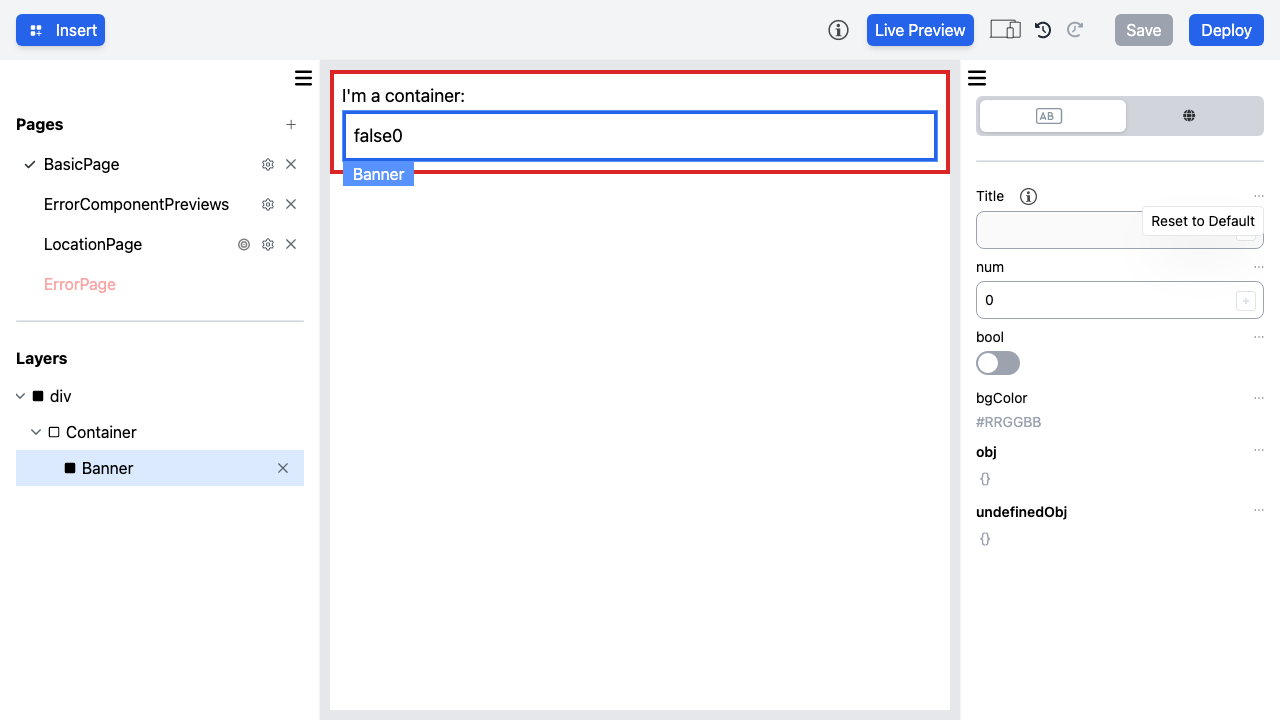 Insert
Live Preview
Save
Deploy
Pages
BasicPage
ErrorComponentPreviews
LocationPage
ErrorPage
Layers
div
Container
Banner
I'm a container:
false0
Banner
AB
Title
Reset to Default
num
0
bool
bgColor
#RRGGBB
obj
{}
undefinedObj
{}